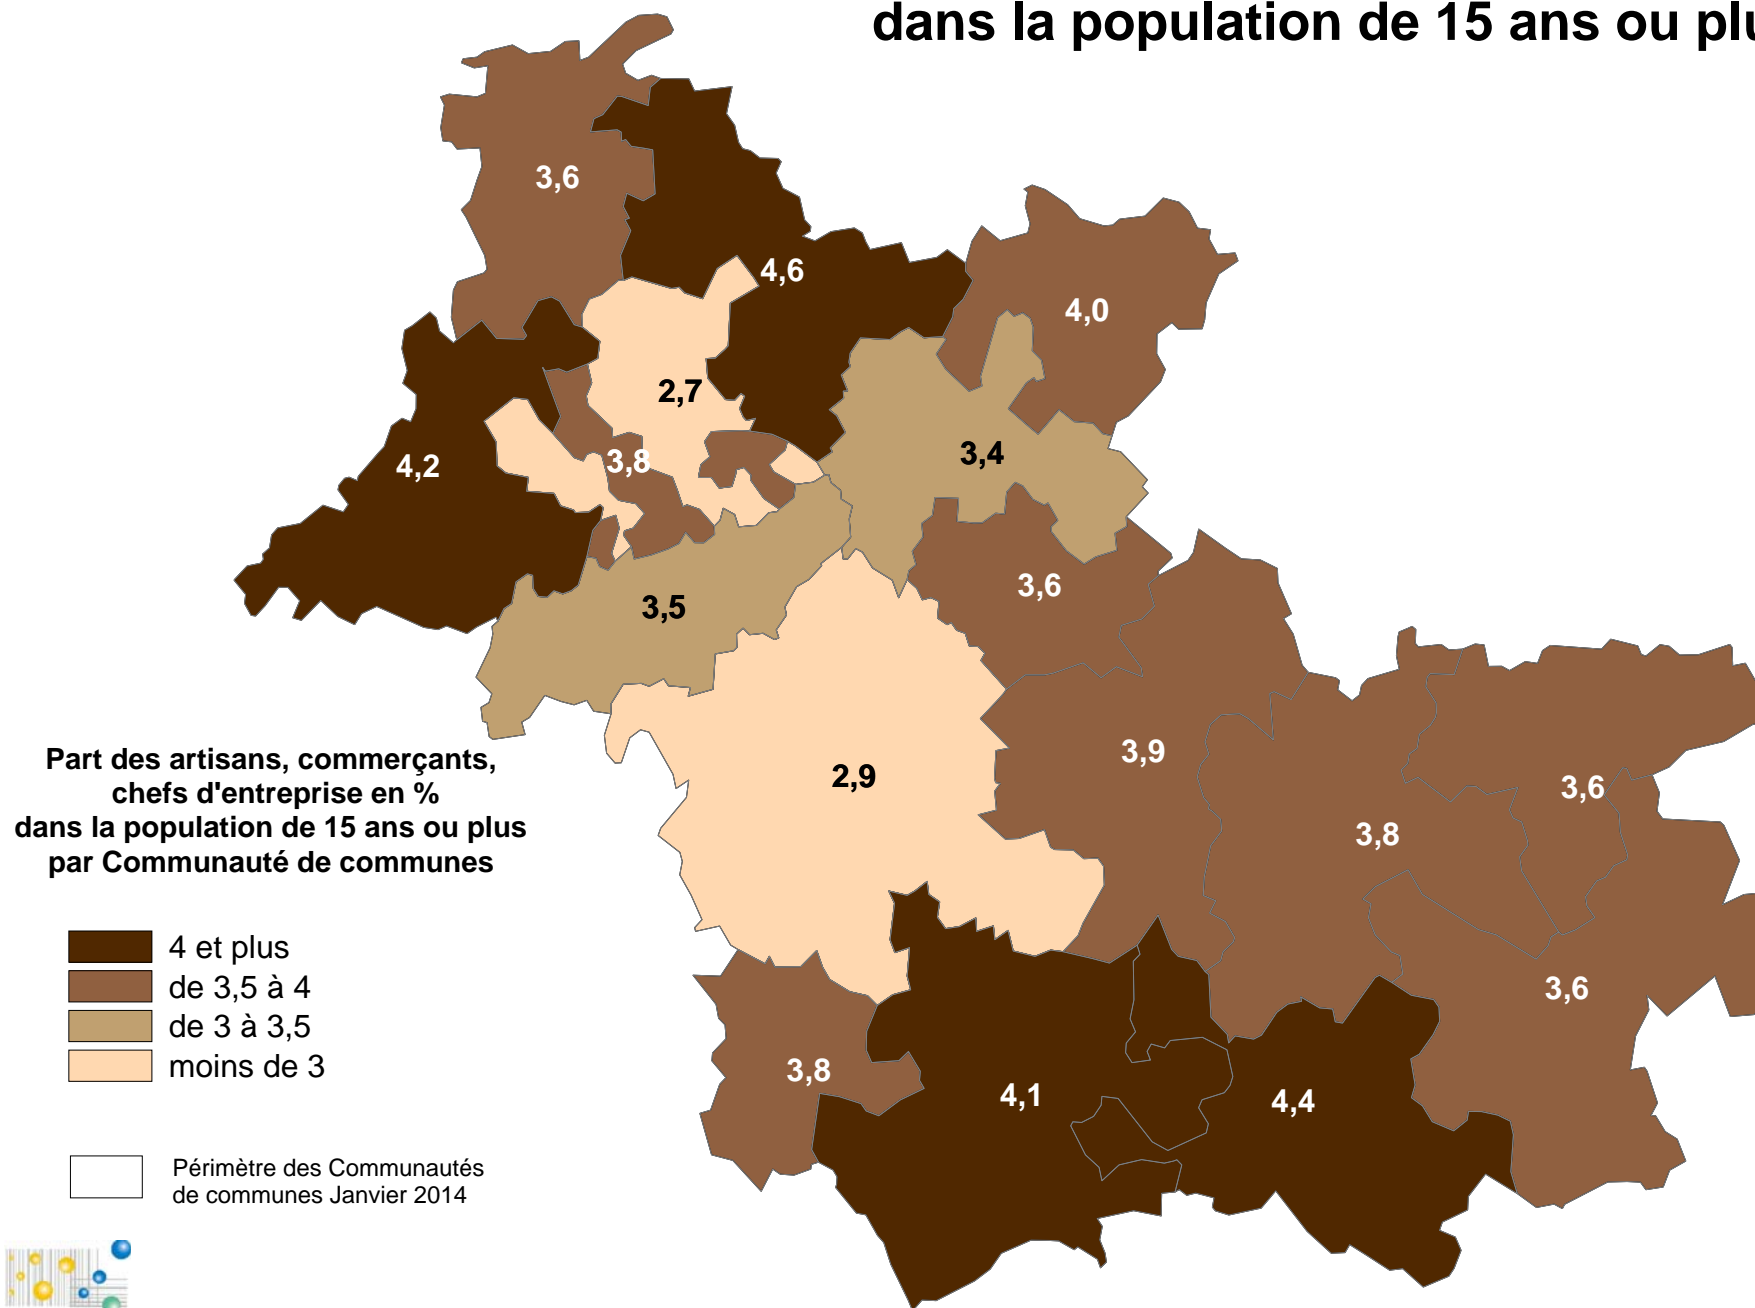 dans la population de 15 ans ou
3,6
4,6
4,0
2,7
4,2
3,8
3,4
3,6
3,5
3,9
2,9
3,6
3,8
3,6
3,8
4,1
4,4
Part des artisans, commerçants,
chefs d'entreprise en %
dans la population de 15 ans ou plus
par Communauté de communes
4 et plus
de 3,5 à 4
de 3 à 3,5
moins de 3
Périmètre des Communautés
de communes Janvier 2014